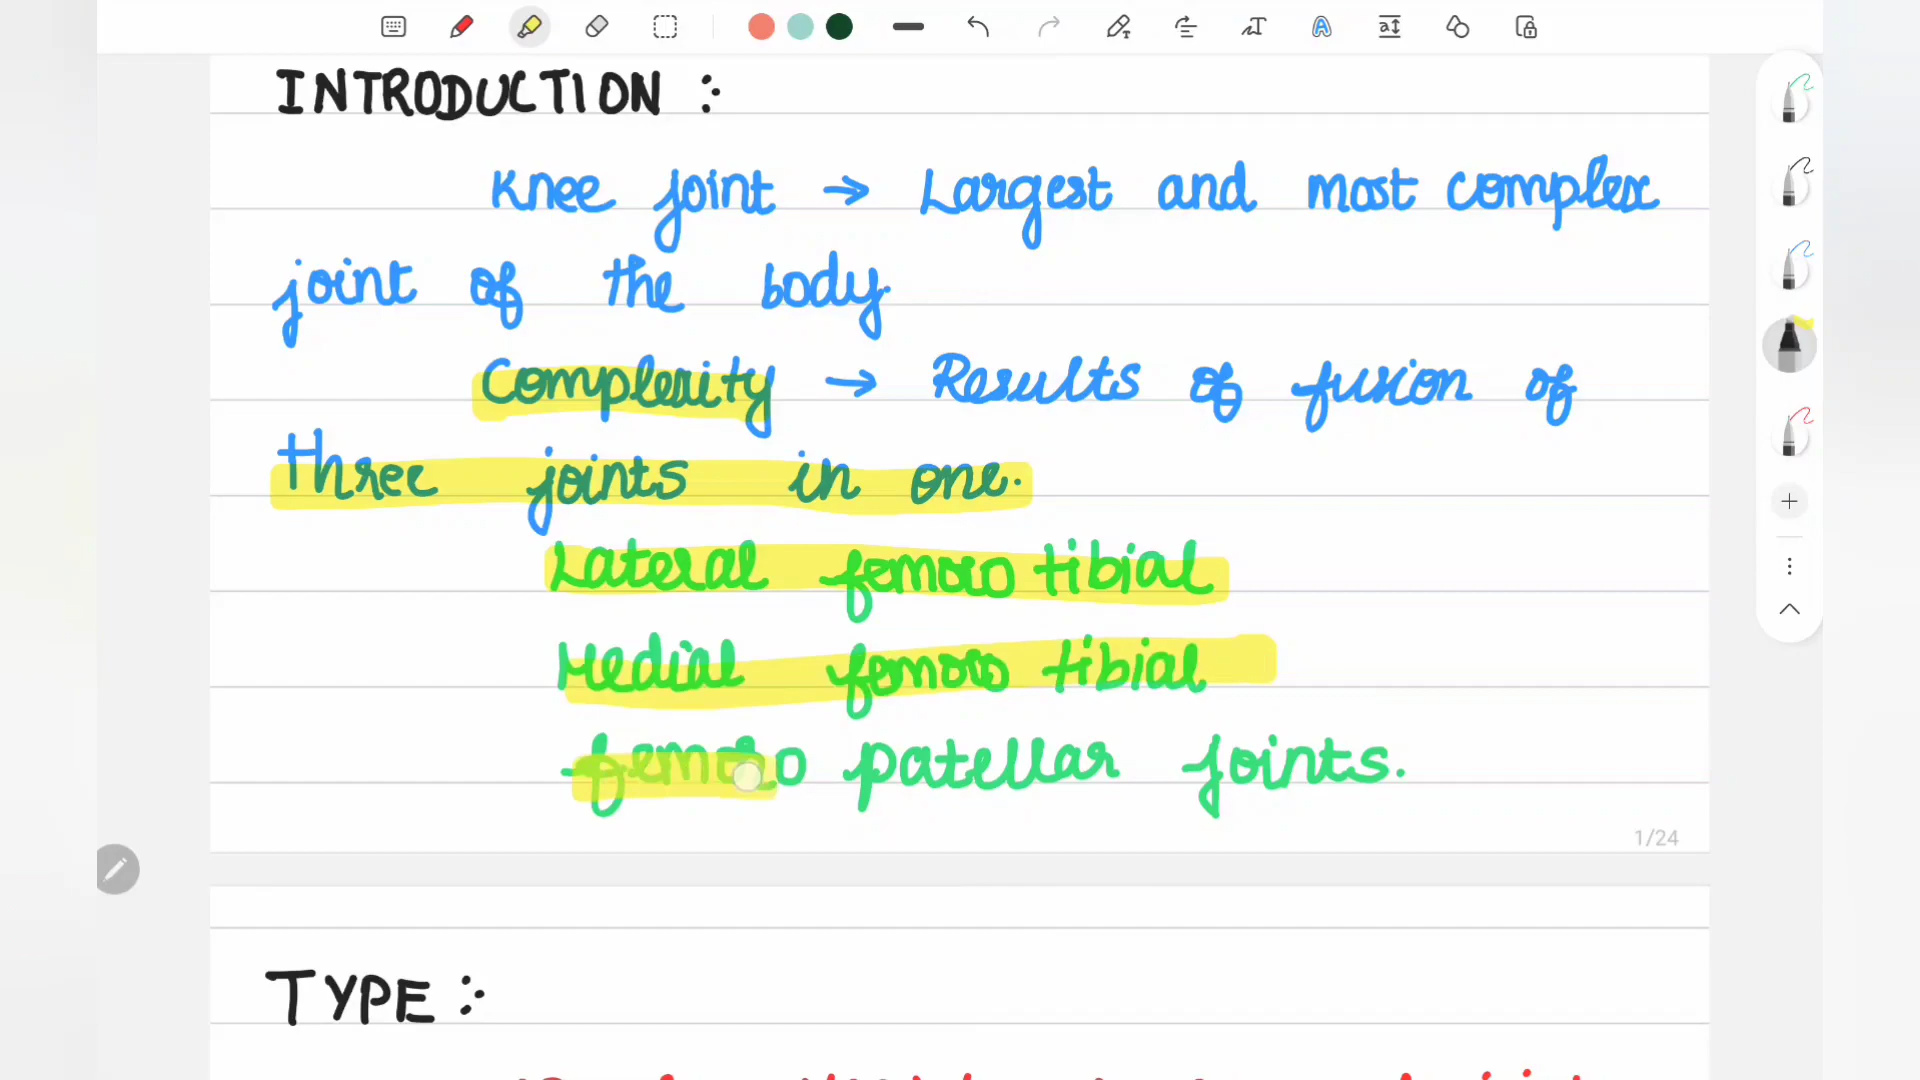 INTRODUCTION :-
Knee joint → Largest and most complex
joint of the body.
Complexity → Results of fusion of
three joints in one.
Lateral femoro tibial
Medial femoro tibial
femoro patellar joints.
1/24
TYPE :-